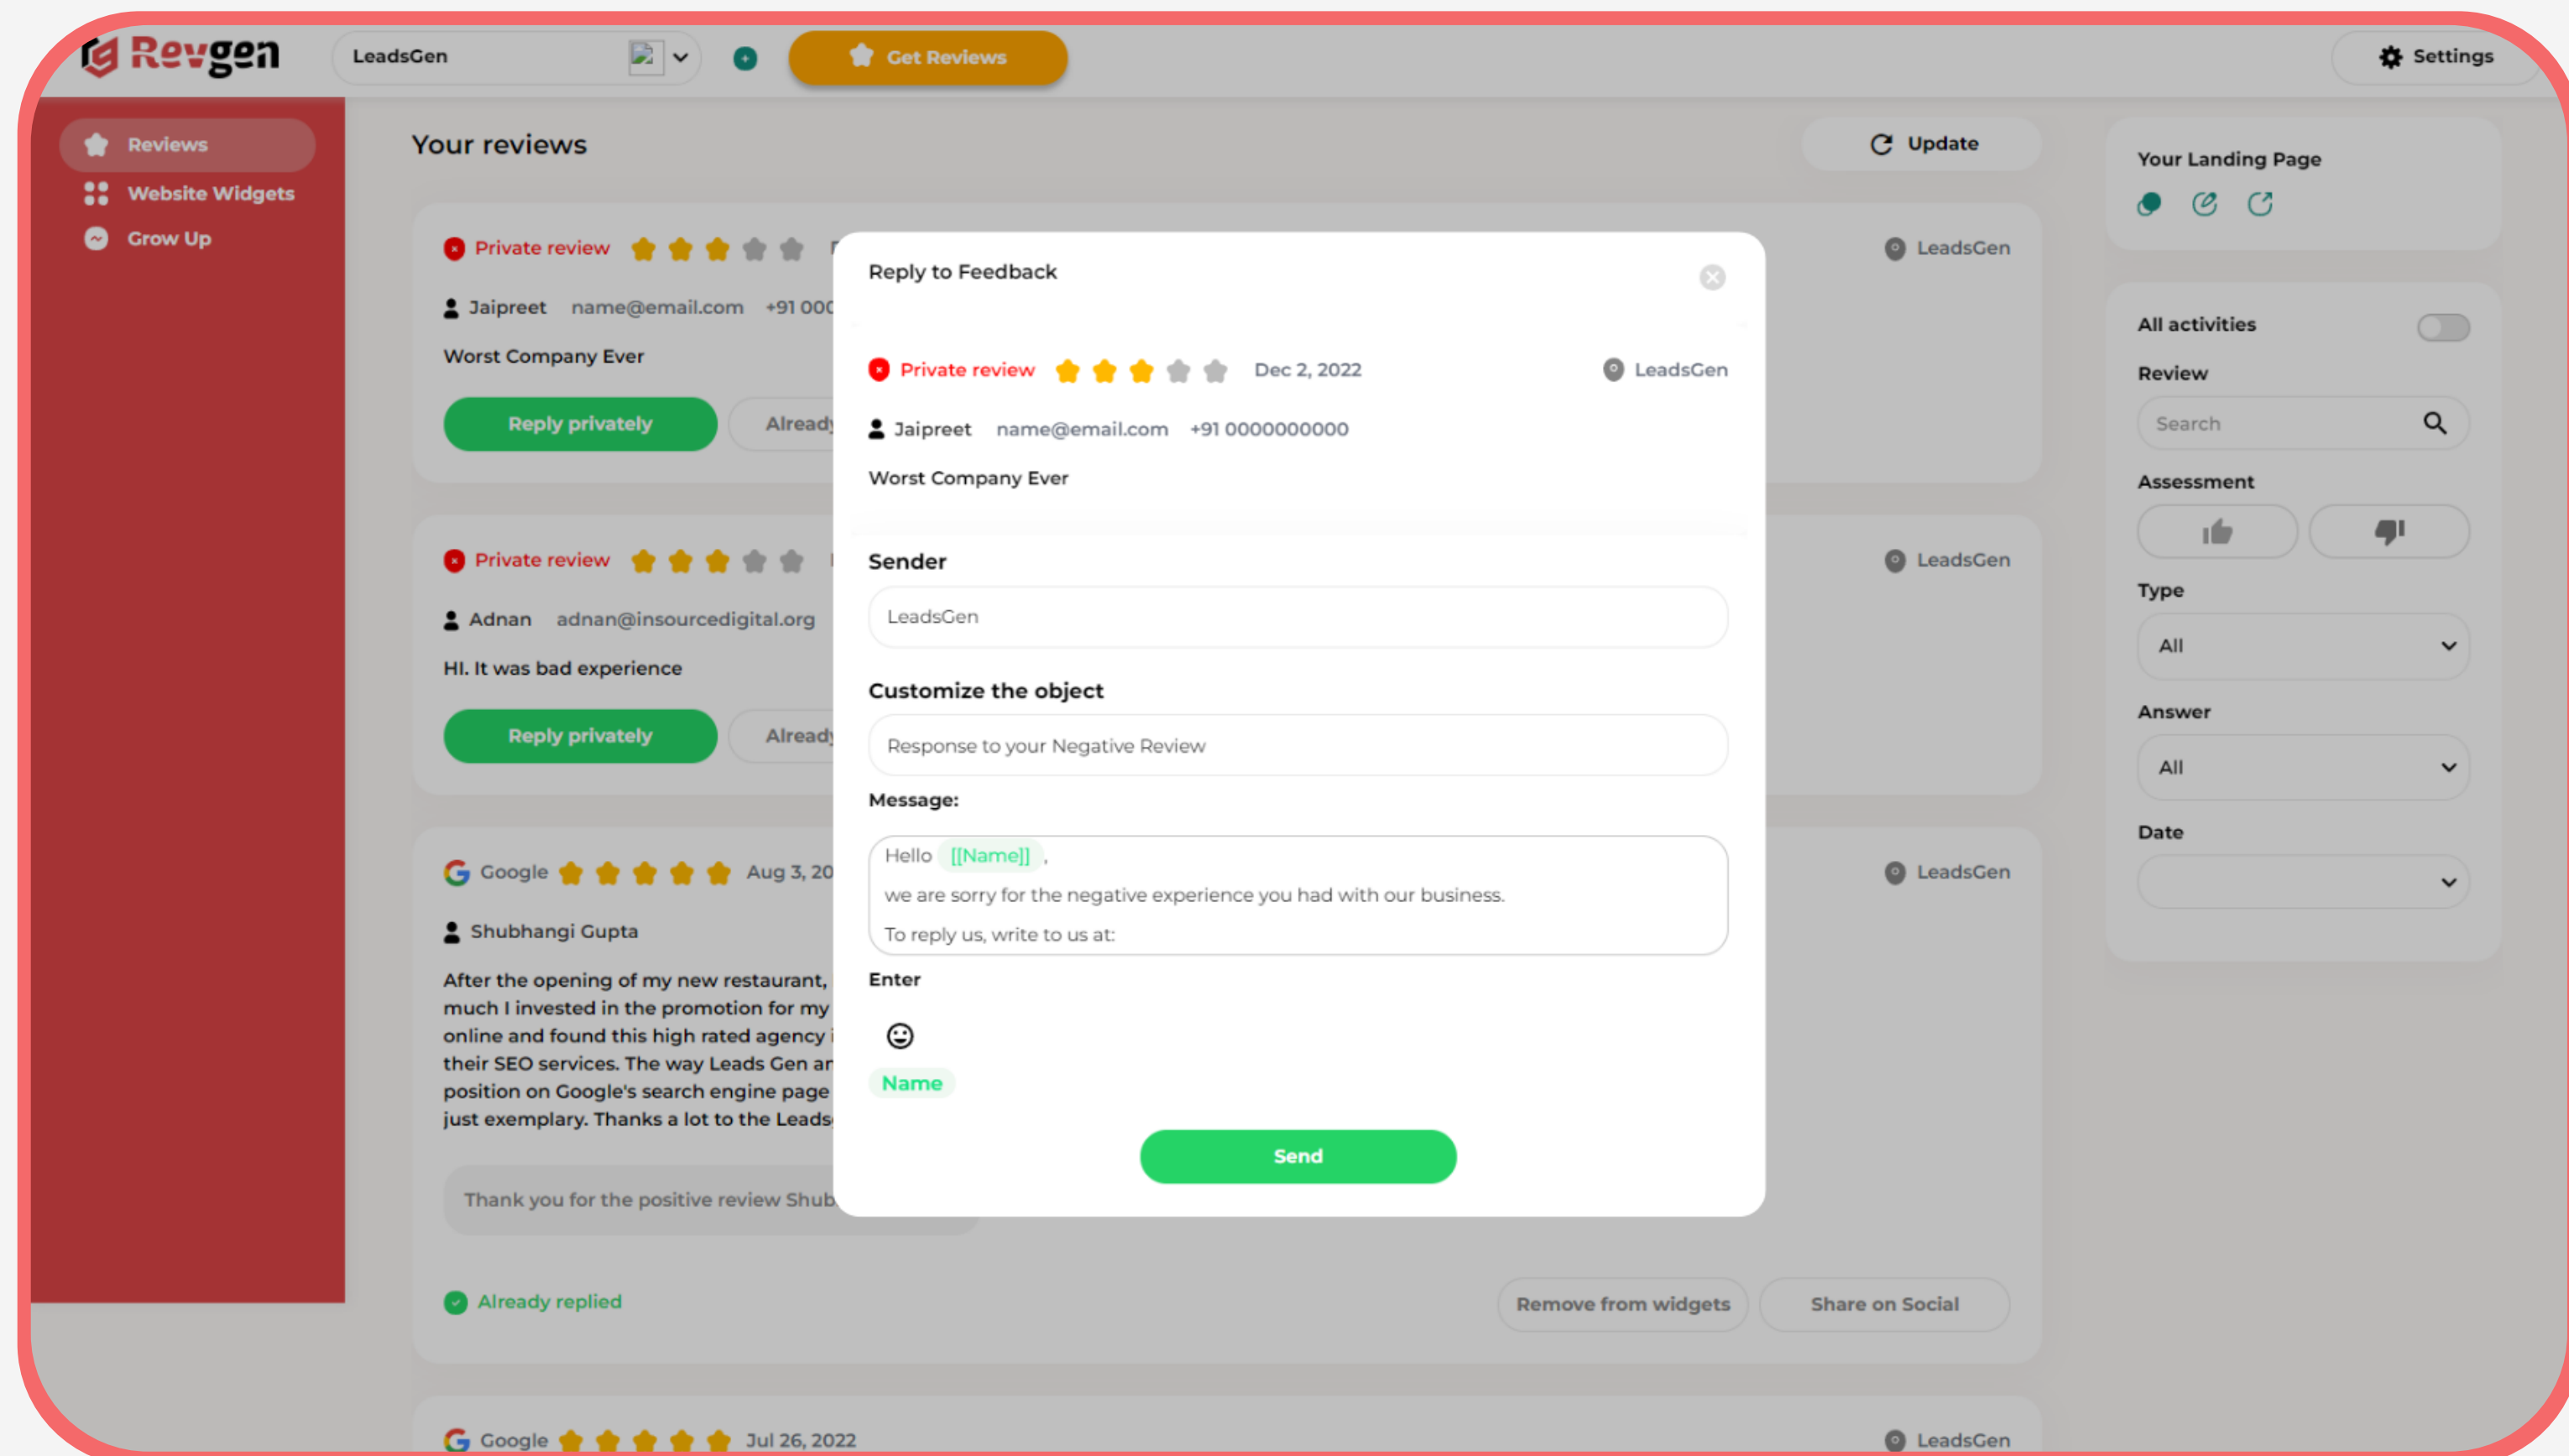 Revgen
LeadsGen
Get Reviews
Settings
Reviews
Website Widgets
Grow Up
Your reviews
Update
Private review
LeadsGen
Jaipreet name@email.com +91 000
Worst Company Ever
Reply privately Already
Private review
LeadsGen
Adnan adnan@insourcedigital.org
HI. It was bad experience
Reply privately Already
Google Aug 3, 20
LeadsGen
Shubhangi Gupta
After the opening of my new restaurant,
much I invested in the promotion for my
online and found this high rated agency
their SEO services. The way Leads Gen an
position on Google's search engine page
just exemplary. Thanks a lot to the Leads
Thank you for the positive review Shub
Already replied
Remove from widgets Share on Social
Google Jul 26, 2022
LeadsGen
Reply to Feedback
Private review Dec 2, 2022 LeadsGen
Jaipreet name@email.com +91 0000000000
Worst Company Ever
Sender
LeadsGen
Customize the object
Response to your Negative Review
Message:
Hello [[Name]] ,
we are sorry for the negative experience you had with our business.
To reply us, write to us at:
Enter
Name
Send
Your Landing Page
All activities
Review
Search
Assessment
Type
All
Answer
All
Date